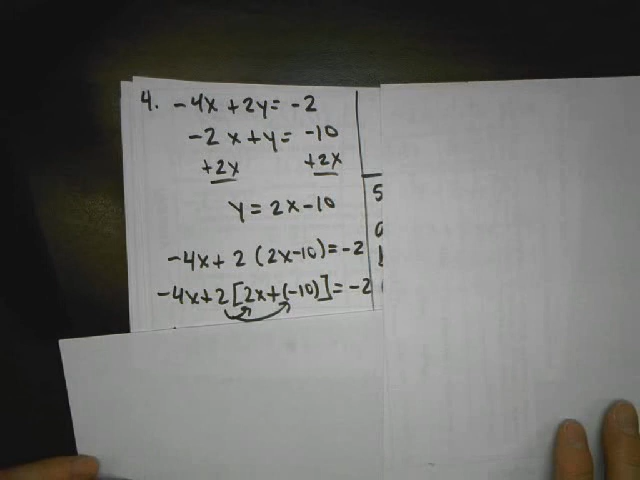 4. -4x + 2y = -2
-2x + y = -10
+2x +2x
y = 2x - 10
-4x + 2(2x-10) = -2
-4x + 2[2x+(-10)] = -2
5